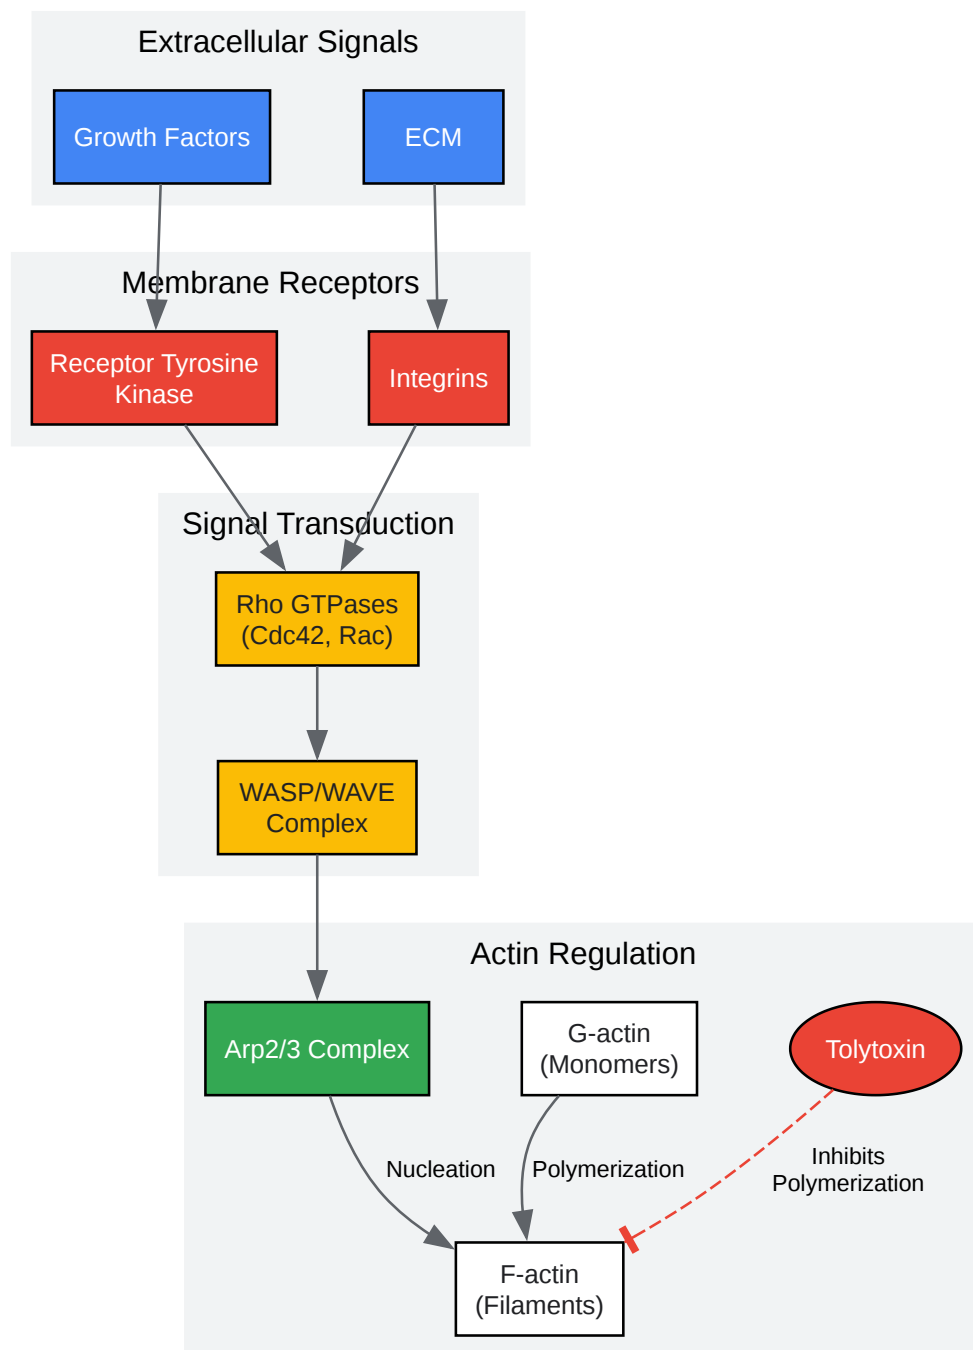 Extracellular Signals
Growth Factors
ECM
Membrane Receptors
Receptor Tyrosine
Kinase
Integrins
Signal Transduction
Rho GTPases
(Cdc42, Rac)
WASP/WAVE
Complex
Actin Regulation
Arp2/3 Complex
G-actin
(Monomers)
Tolytoxin
Nucleation
Polymerization
Inhibits
Polymerization
F-actin
(Filaments)